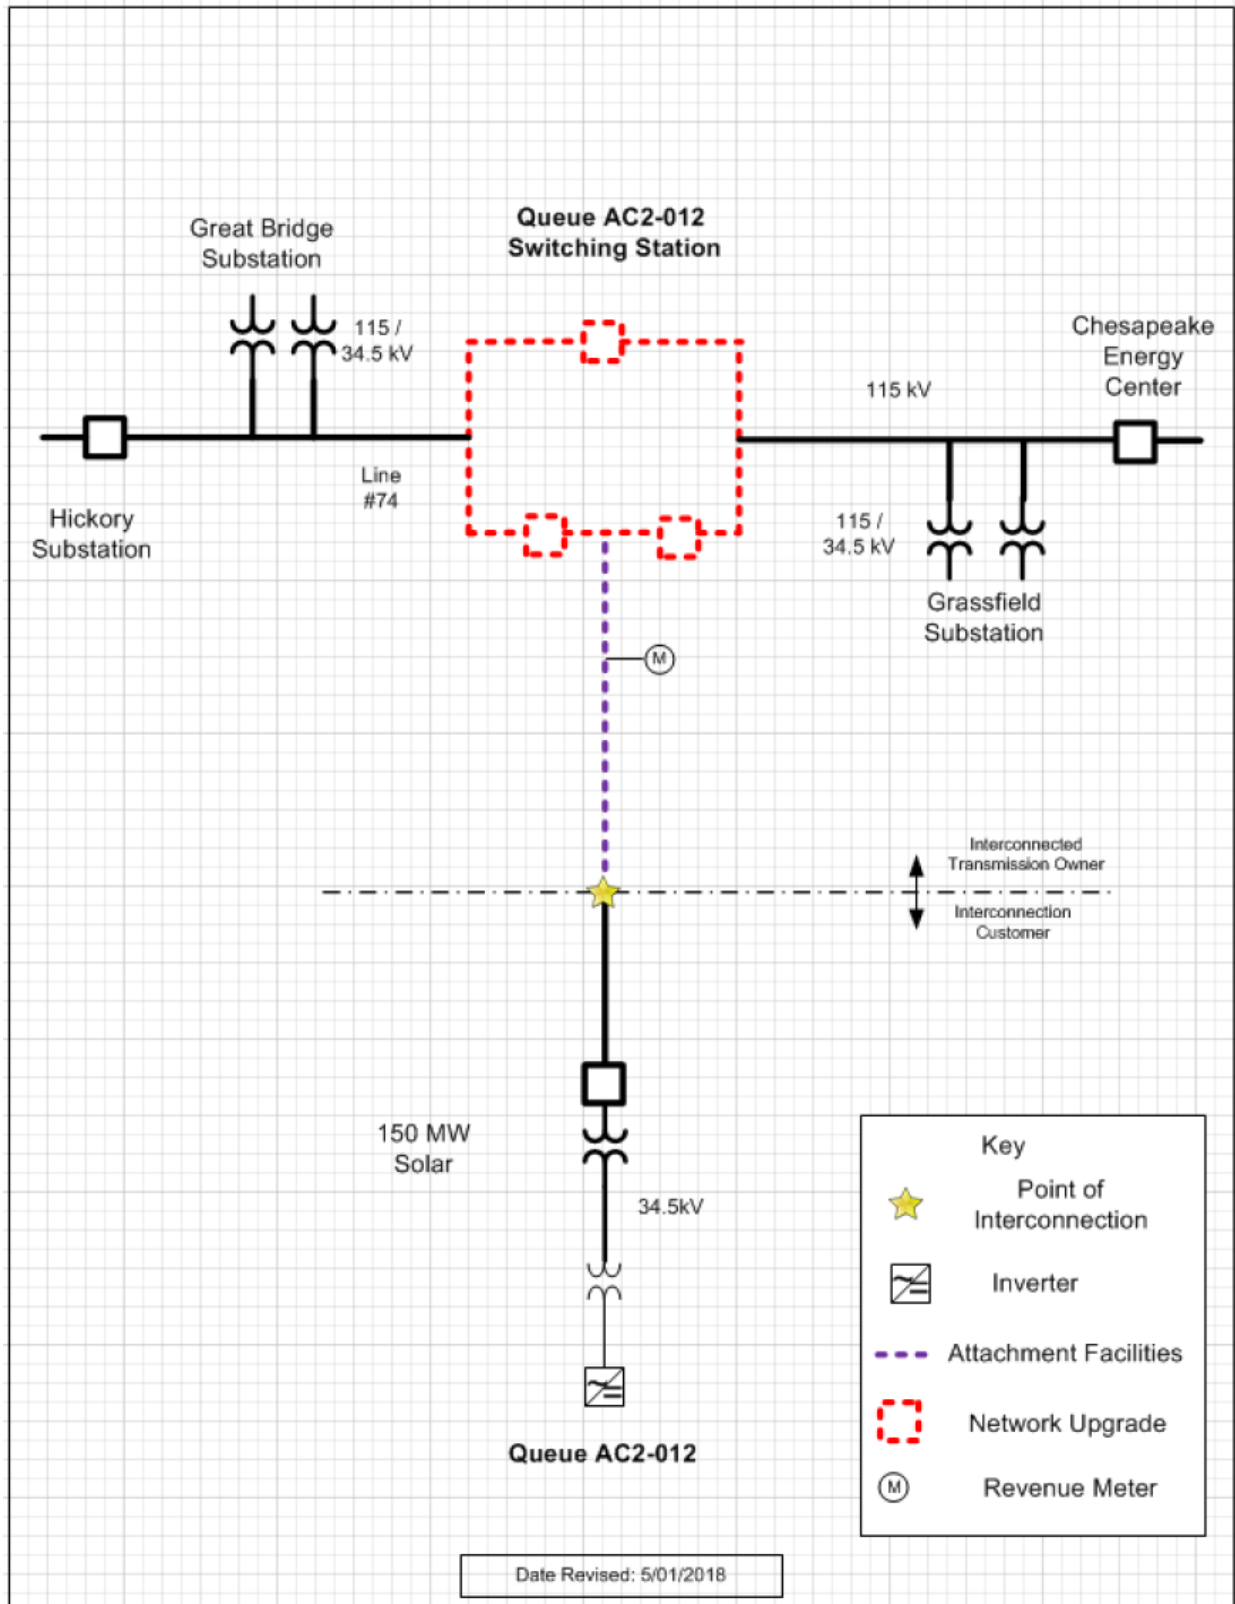 Queue AC2-012
Switching Station
Great Bridge
Substation
115 /
34.5 kV
Chesapeake
Energy
Center
115 kV
Line
#74
Hickory
Substation
115 /
34.5 kV
Grassfield
Substation
M
Interconnected
Transmission Owner
Interconnection
Customer
150 MW
Solar
34.5kV
Queue AC2-012
Key
Point of
Interconnection
Inverter
Attachment Facilities
Network Upgrade
M
Revenue Meter
Date Revised: 5/01/2018